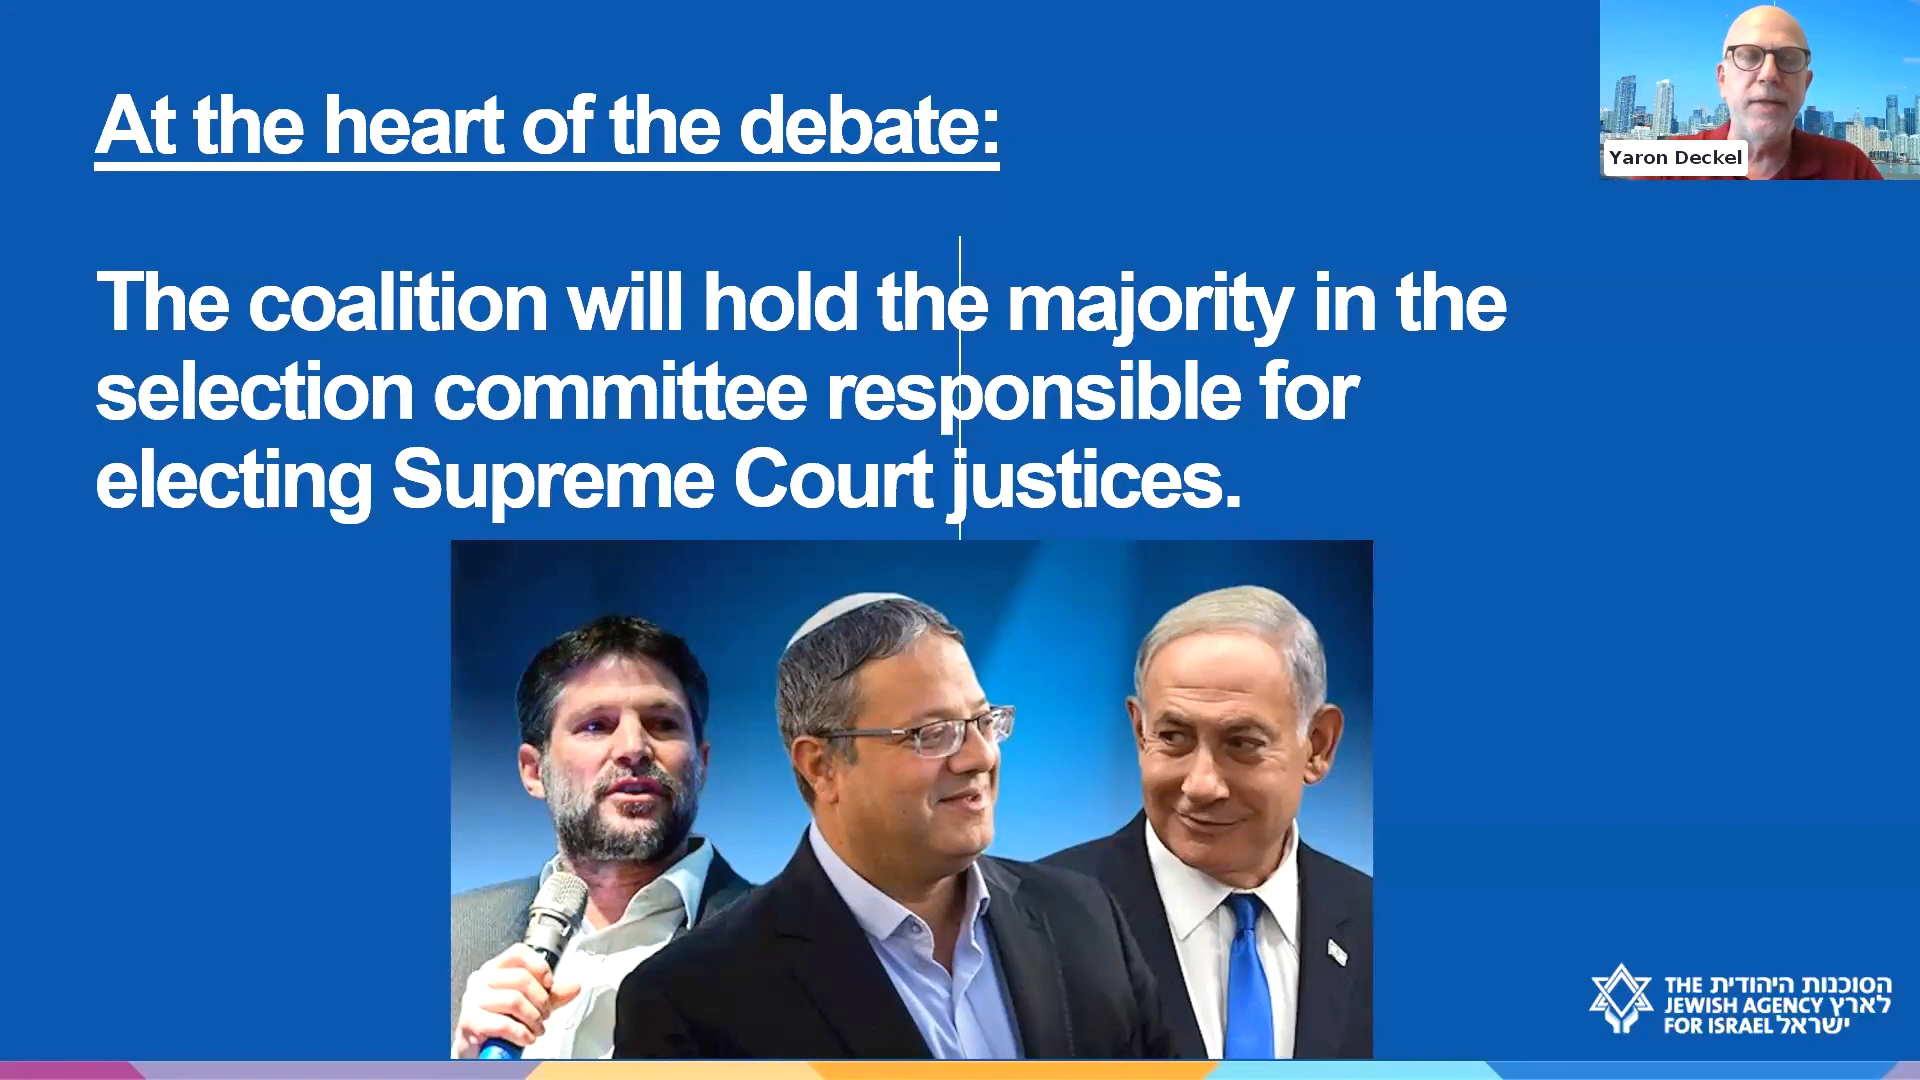 At the heart of the debate:
Yaron Deckel
The coalition will hold the majority in the
selection committee responsible for
electing Supreme Court justices.
THE הסוכנות היהודית
JEWISH AGENCY לארץ
FOR ISRAEL ישראל